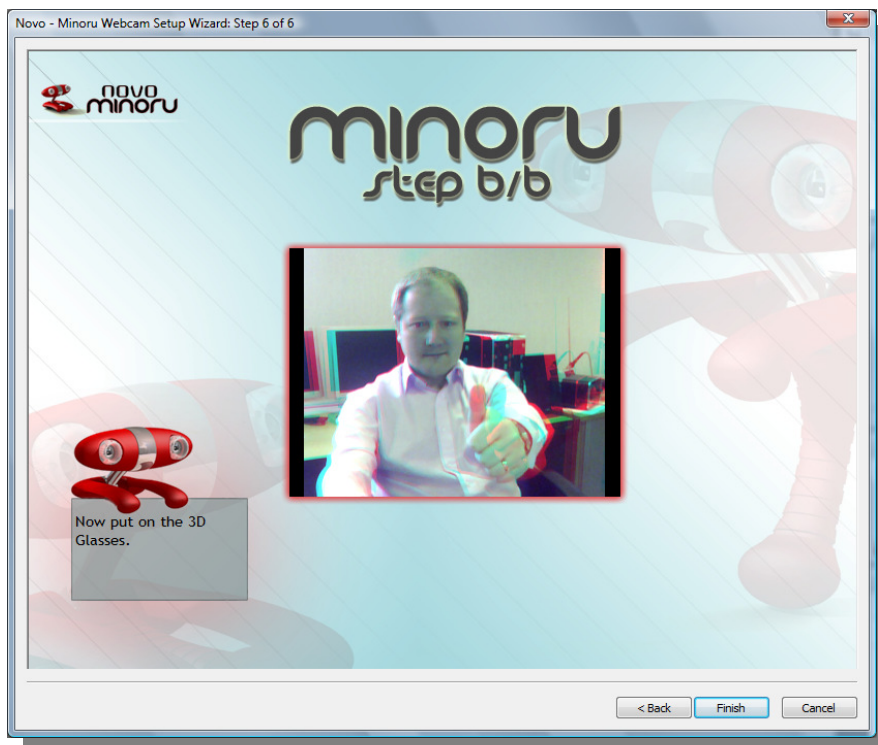 Novo - Minoru Webcam Setup Wizard: Step 6 of 6
novo
minoru
minoru
step 6/6
Now put on the 3D
Glasses.
< Back
Finish
Cancel